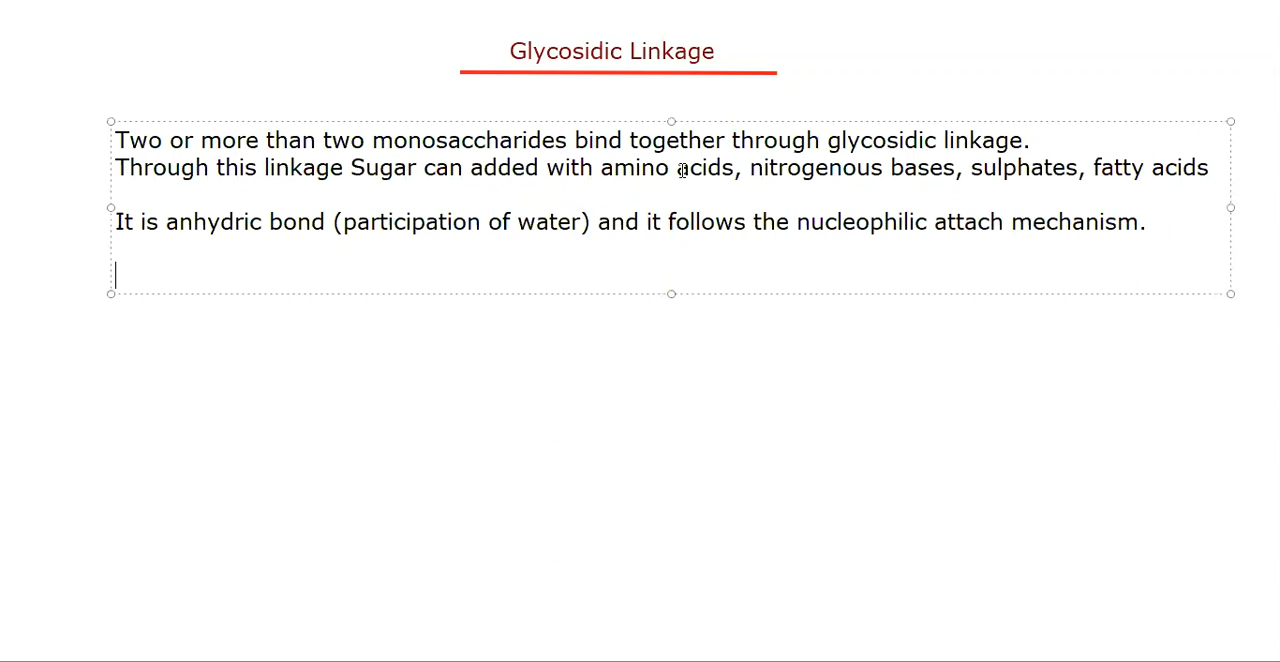 Glycosidic Linkage
Two or more than two monosaccharides bind together through glycosidic linkage.
Through this linkage Sugar can added with amino acids, nitrogenous bases, sulphates, fatty acids
It is anhydric bond (participation of water) and it follows the nucleophilic attach mechanism.